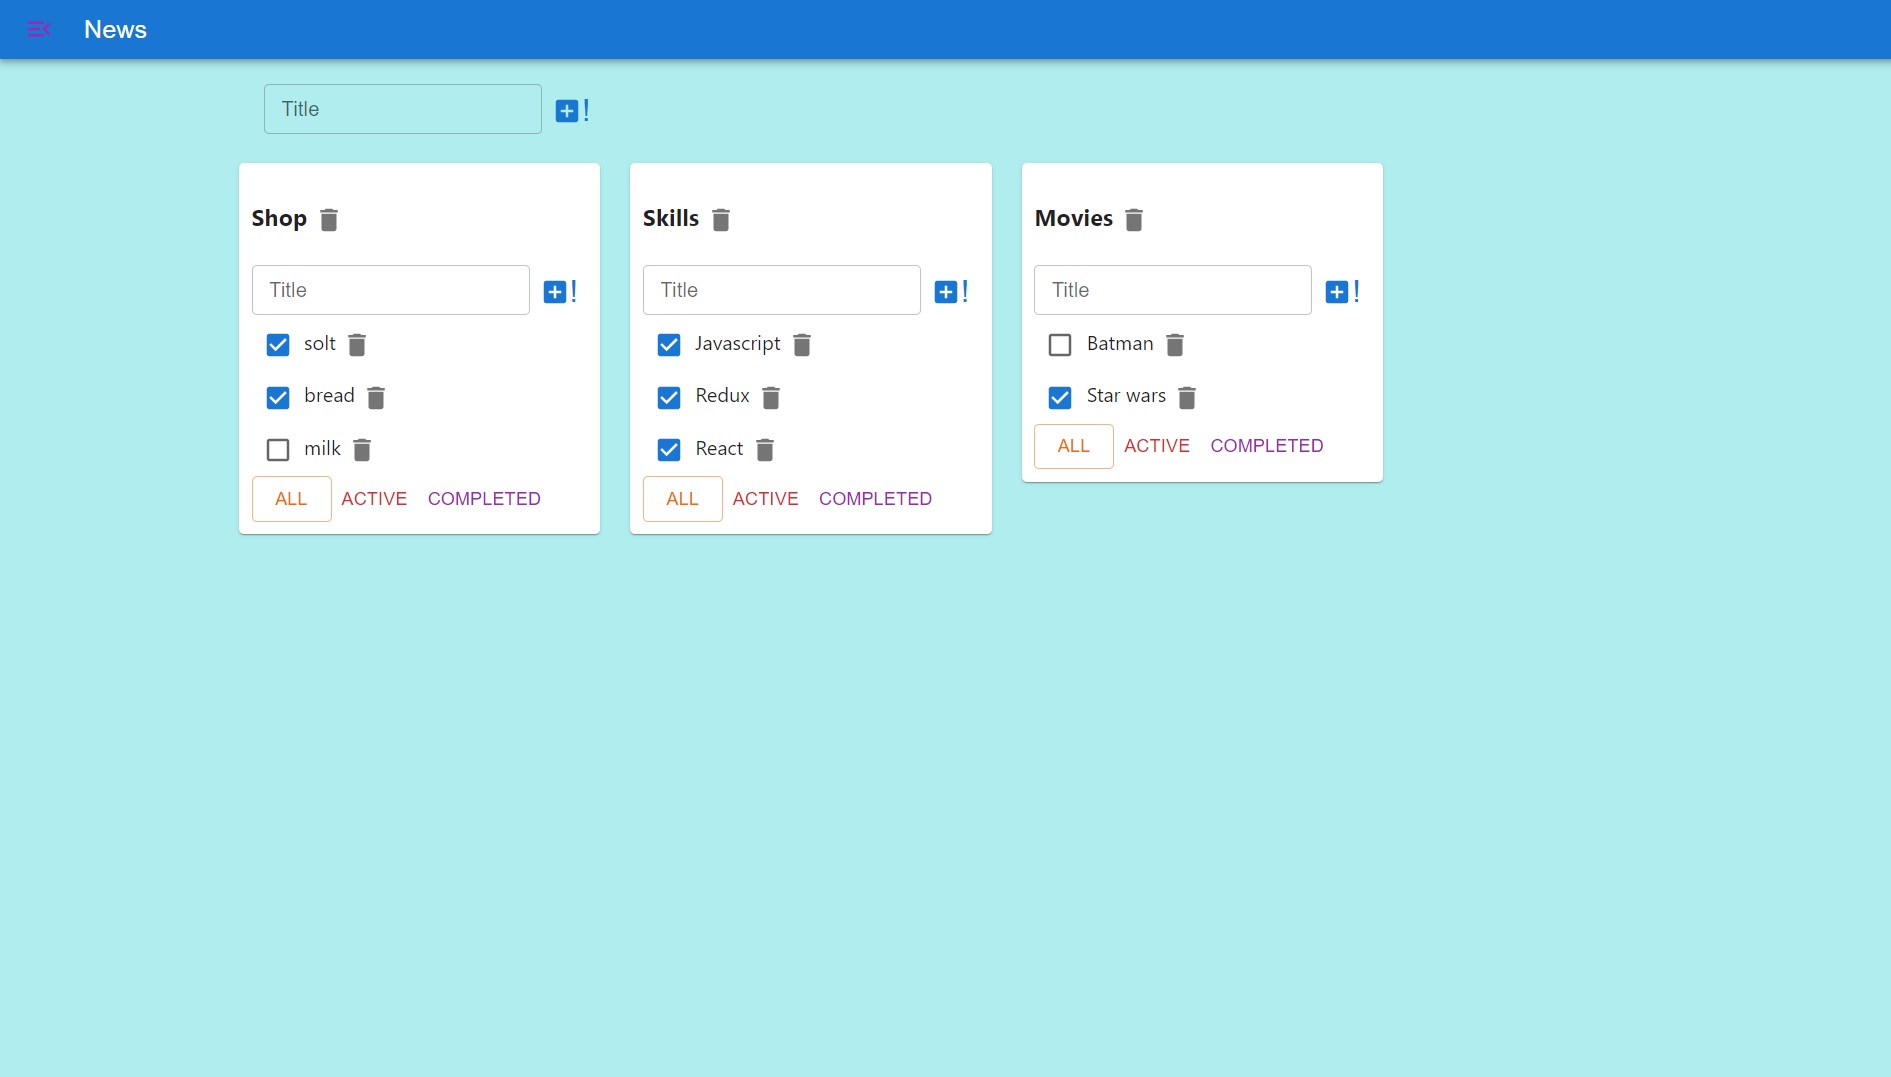 News
Title
!
Shop
Title
!
solt
bread
milk
ALL ACTIVE COMPLETED
Skills
Title
!
Javascript
Redux
React
ALL ACTIVE COMPLETED
Movies
Title
!
Batman
Star wars
ALL ACTIVE COMPLETED